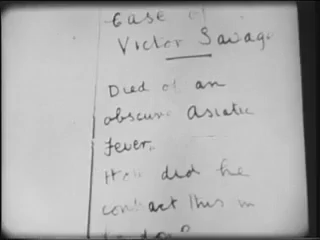 Case of
Victor Savage
Died of an
obscure Asiatic
fever.
How did he
contract this in